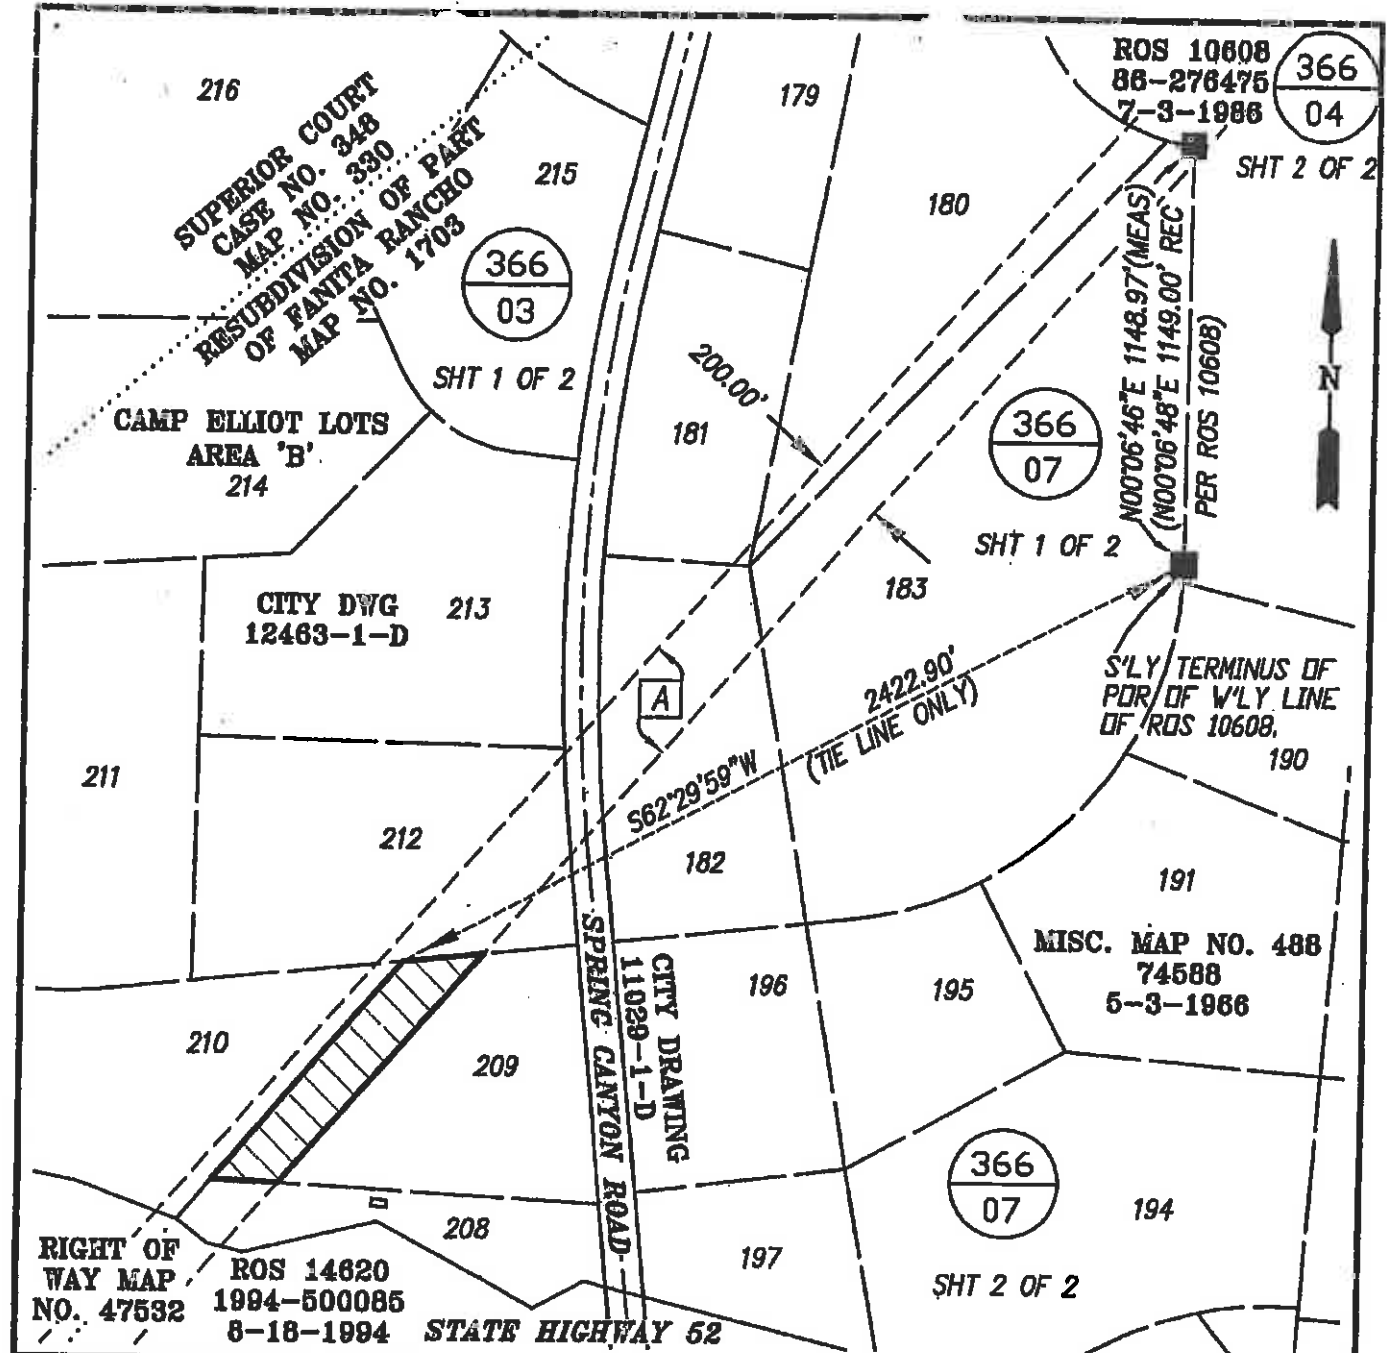 216
SUPERIOR COURT
CASE NO. 348
MAP NO. 330
RESUBDIVISION OF PART
OF FANITA RANCHO
MAP NO. 1703
215
179
180
ROS 10608
86-276475
7-3-1986
366
04
SHT 2 OF 2
366
03
SHT 1 OF 2
CAMP ELLIOT LOTS
AREA 'B'
214
181
200.00'
366
07
SHT 1 OF 2
N00°06'46"E 1148.97'(MEAS)
(N00°06'48"E 1149.00' REC
PER ROS 10608)
N
CITY DWG
12463-1-D
213
183
A
2422.90'
(TIE LINE ONLY)
S62°29'59"W
S'LY TERMINUS OF
POR OF W'LY LINE
OF ROS 10608.
190
211
212
182
191
MISC. MAP NO. 488
74588
5-3-1966
210
209
SPRING CANYON ROAD
CITY DRAWING
11029-1-D
196
195
366
07
SHT 2 OF 2
194
208
197
RIGHT OF
WAY MAP
NO. 47532
ROS 14620
1994-500085
8-18-1994
STATE HIGHWAY 52